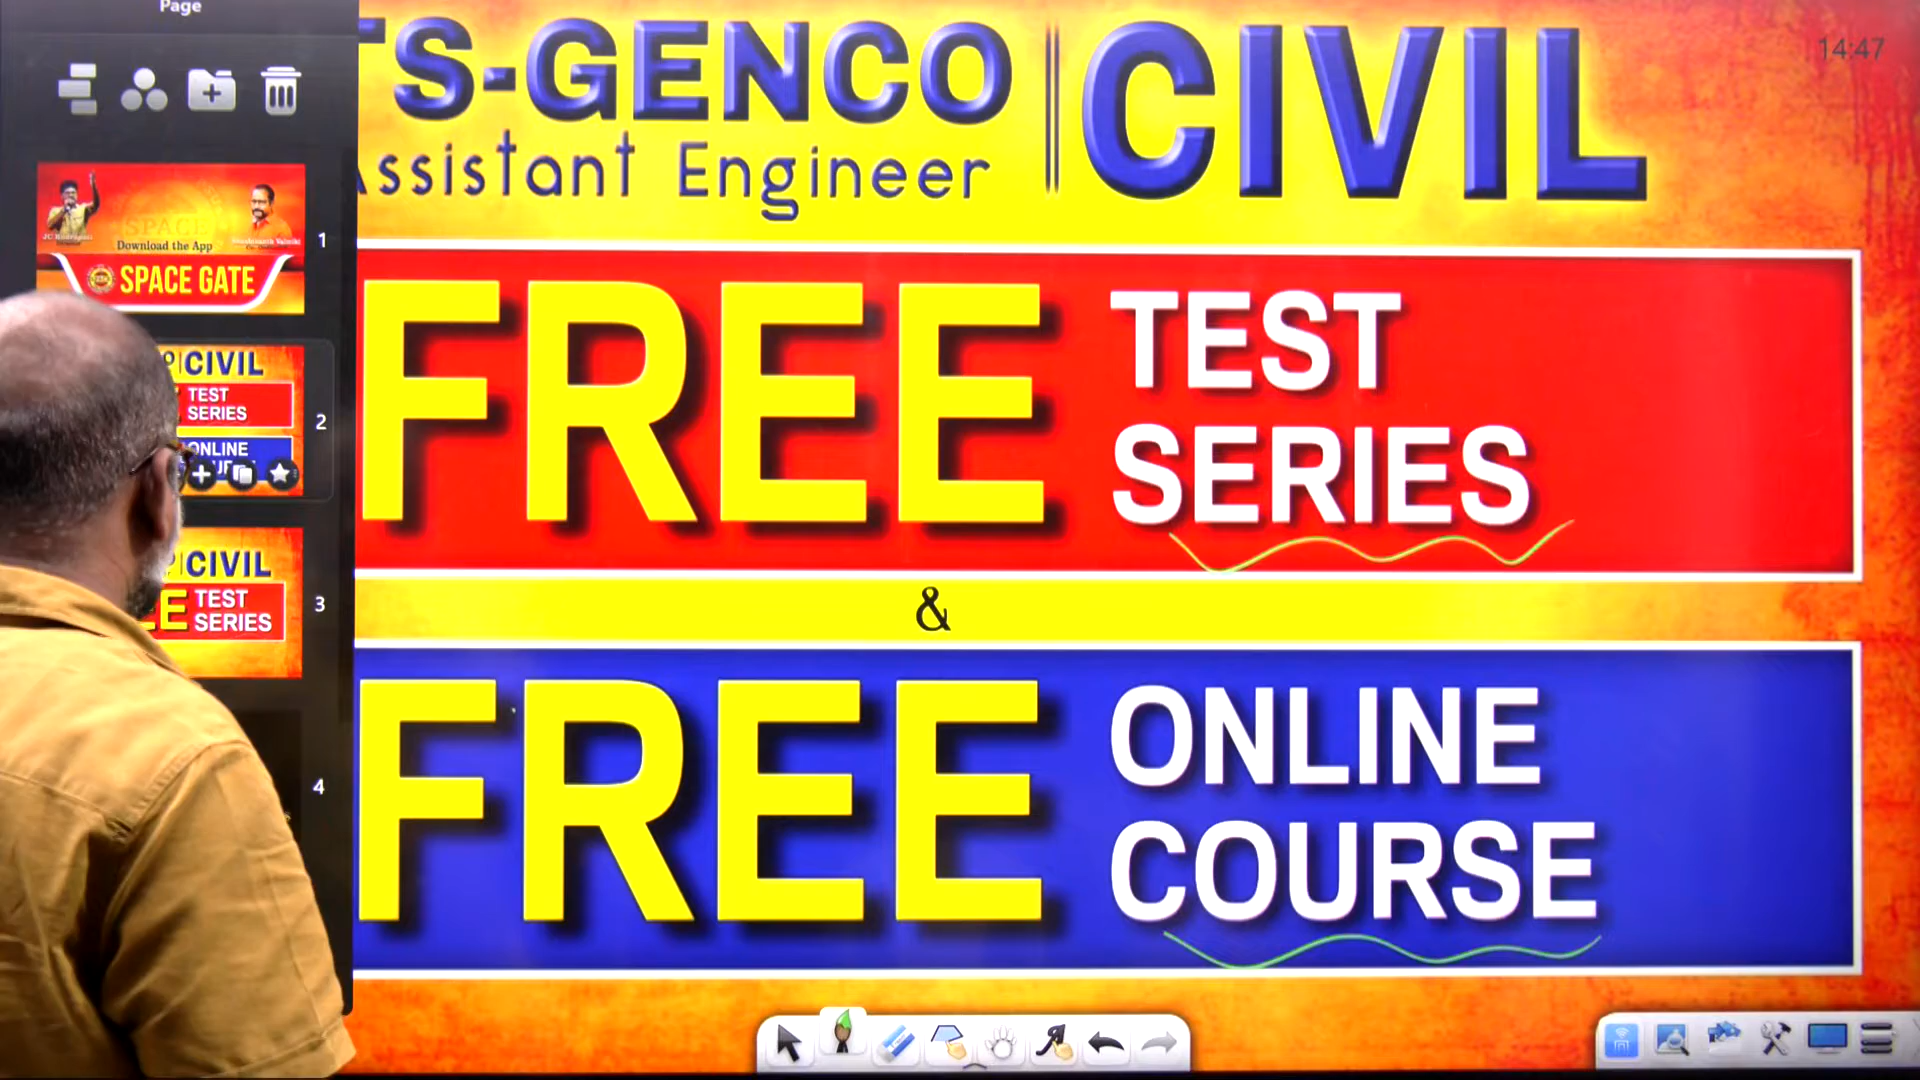 Page
TS-GENCO
CIVIL
14:47
Assistant Engineer
SPACE
Download the App
SPACE GATE
1
CIVIL
TEST
SERIES
ONLINE
2
CIVIL
TEST
SERIES
3
4
FREE
TEST
SERIES
&
FREE
ONLINE
COURSE